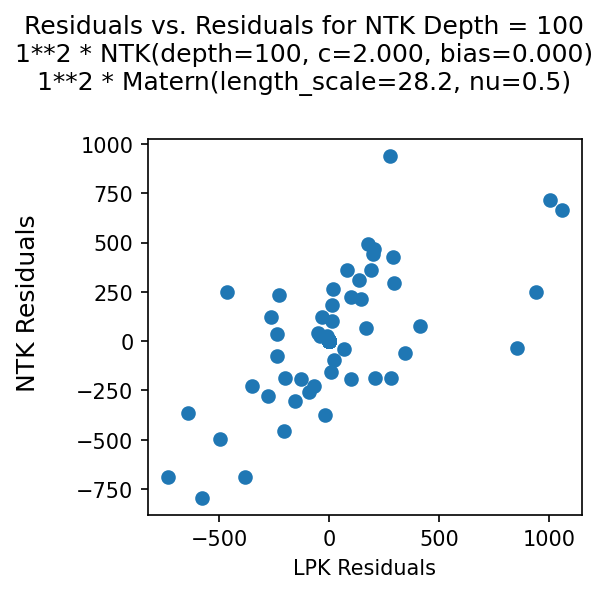 Residuals vs. Residuals for NTK Depth = 100
1**2 * NTK(depth=100, c=2.000, bias=0.000)
1**2 * Matern(length_scale=28.2, nu=0.5)
1000
750
500
250
0
−250
−500
−750
NTK Residuals
−500 0 500 1000
LPK Residuals